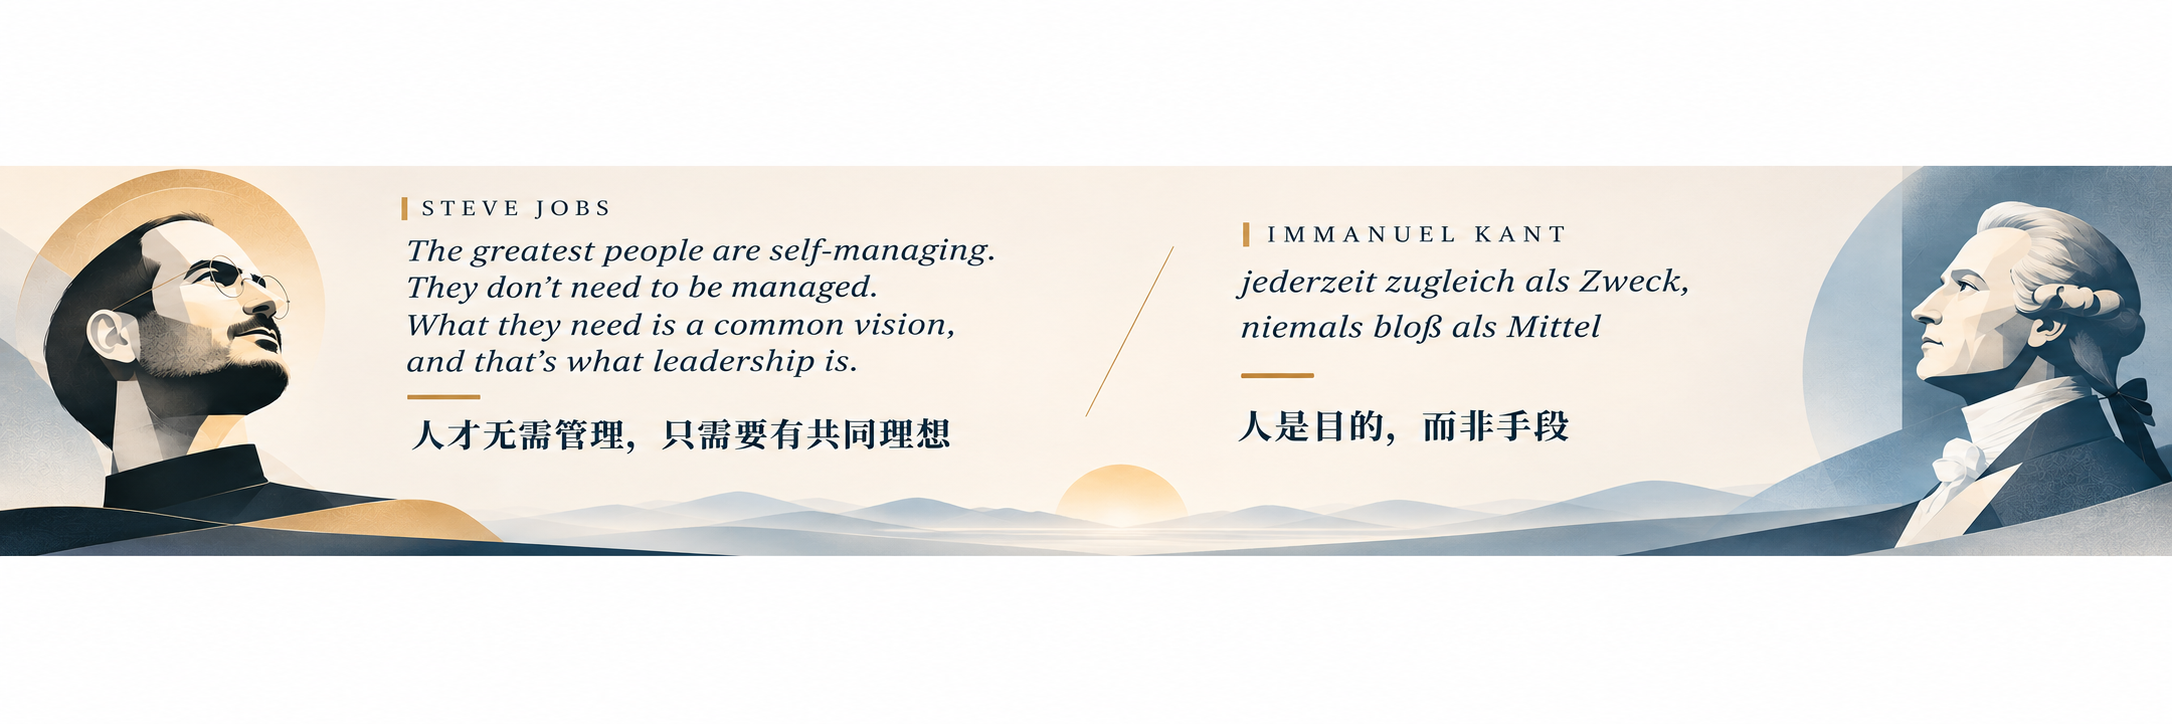 STEVE JOBS
The greatest people are self-managing.
They don’t need to be managed.
What they need is a common vision,
and that’s what leadership is.
人才无需管理，只需要有共同理想
IMMANUEL KANT
jederzeit zugleich als Zweck,
niemals bloß als Mittel
人是目的，而非手段